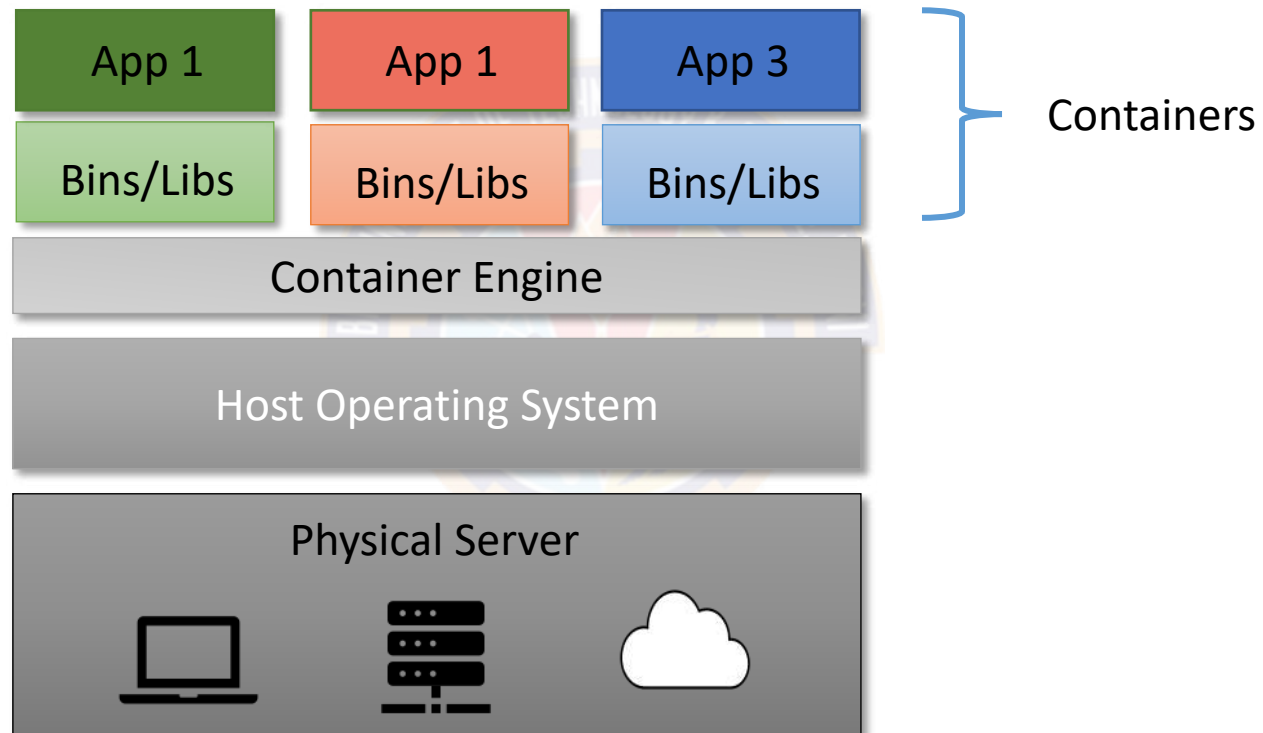 App 1
App 1
App 3
Containers
Bins/Libs
Bins/Libs
Bins/Libs
Container Engine
Host Operating System
Physical Server